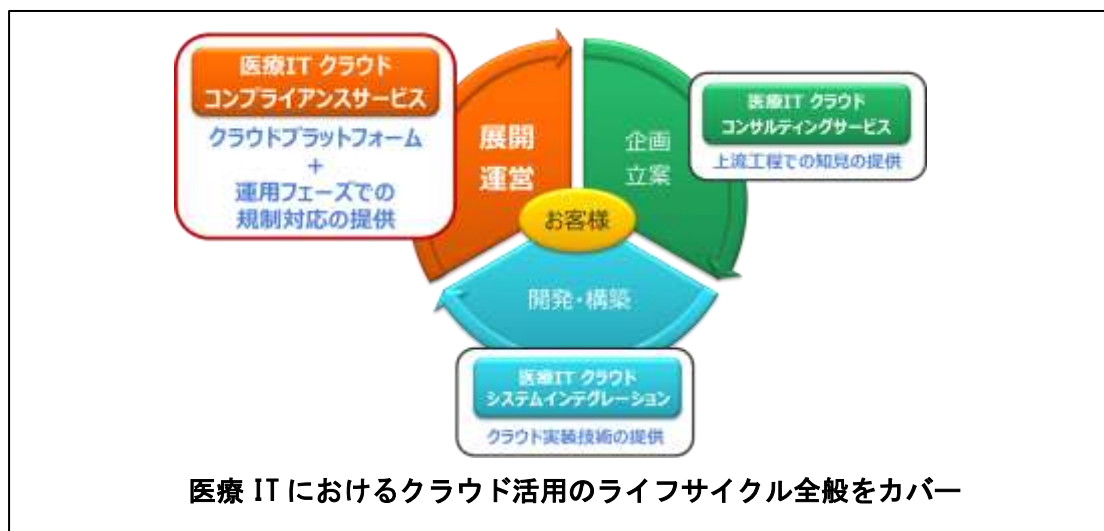 医療IT クラウド
コンプライアンスサービス
クラウドプラットフォーム
+
運用フェーズでの
規制対応の提供
展開
運営
企画
立案
医療IT クラウド
コンサルティングサービス
上流工程での知見の提供
お客様
開発・構築
医療IT クラウド
システムインテグレーション
クラウド実装技術の提供
医療 IT におけるクラウド活用のライフサイクル全般をカバー